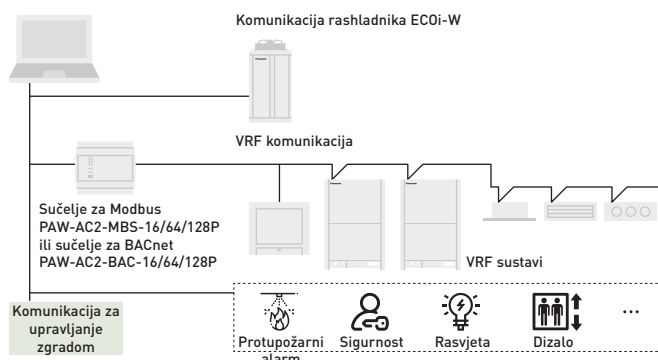 Komunikacija rashladnika ECOi-W
VRF komunikacija
Sučelje za Modbus
PAW-AC2-MBS-16/64/128P
ili sučelje za BACnet
PAW-AC2-BAC-16/64/128P
VRF sustavi
Komunikacija za
upravljanje
zgradom
Protupožarni
alarm
Sigurnost
Rasvjeta
Dizalo
...